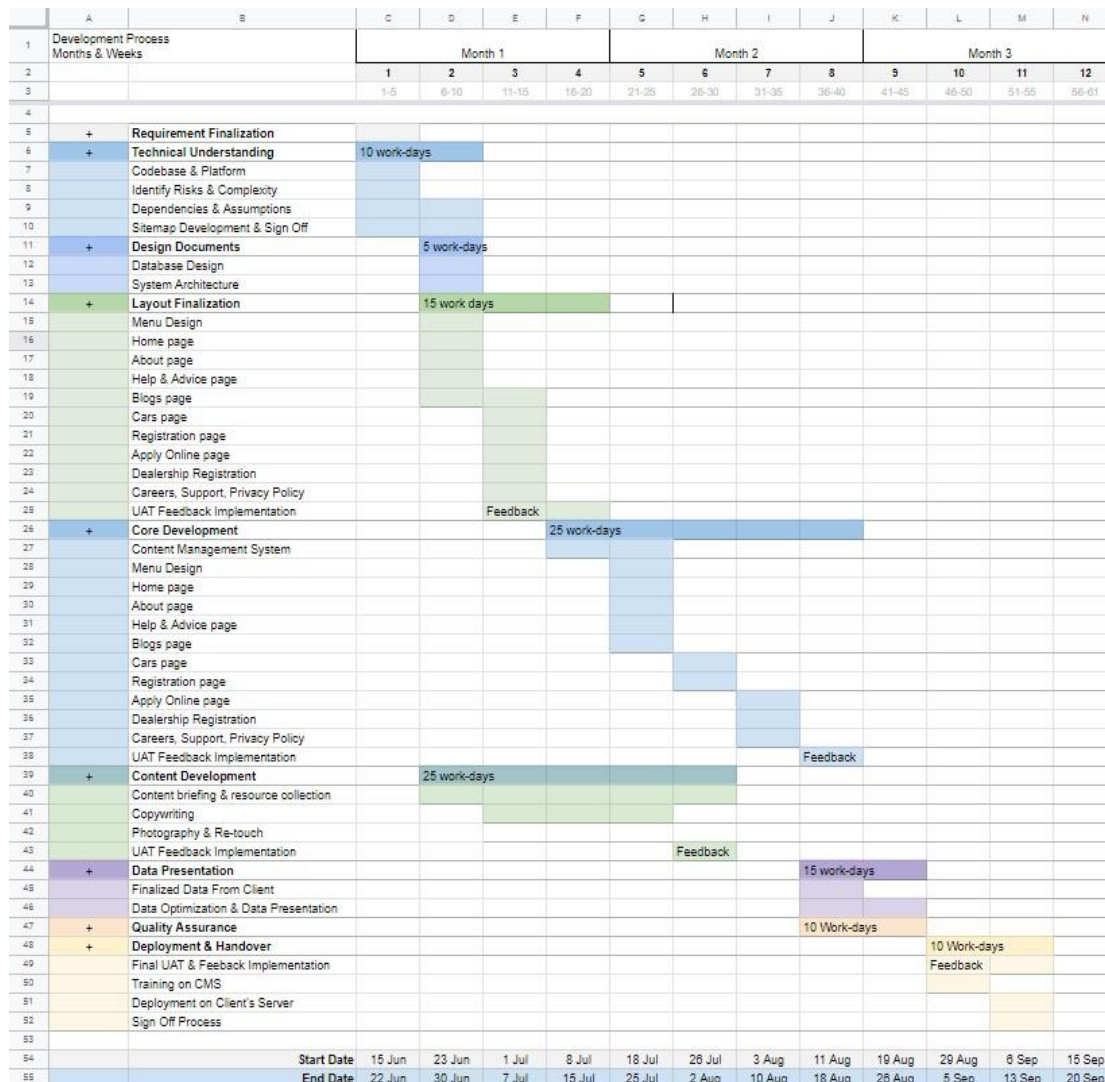 A B C D E F G H I J K L M N
1 Development Process
Months & Weeks Month 1 Month 2 Month 3
2 1 2 3 4 5 6 7 8 9 10 11 12
3 1-5 6-10 11-15 16-20 21-25 26-30 31-35 36-40 41-45 46-50 51-55 56-61
4
5 + Requirement Finalization
6 + Technical Understanding 10 work-days
7 Codebase & Platform
8 Identify Risks & Complexity
9 Dependencies & Assumptions
10 Sitemap Development & Sign Off
11 + Design Documents 5 work-days
12 Database Design
13 System Architecture
14 + Layout Finalization 15 work days
15 Menu Design
16 Home page
17 About page
18 Help & Advice page
19 Blogs page
20 Cars page
21 Registration page
22 Apply Online page
23 Dealership Registration
24 Careers, Support, Privacy Policy
25 UAT Feedback Implementation Feedback
26 + Core Development 25 work-days
27 Content Management System
28 Menu Design
29 Home page
30 About page
31 Help & Advice page
32 Blogs page
33 Cars page
34 Registration page
35 Apply Online page
36 Dealership Registration
37 Careers, Support, Privacy Policy
38 UAT Feedback Implementation Feedback
39 + Content Development 25 work-days
40 Content briefing & resource collection
41 Copywriting
42 Photography & Re-touch
43 UAT Feedback Implementation Feedback
44 + Data Presentation 15 work-days
45 Finalized Data From Client
46 Data Optimization & Data Presentation
47 + Quality Assurance 10 Work-days
48 + Deployment & Handover 10 Work-days
49 Final UAT & Feeback Implementation Feedback
50 Training on CMS
51 Deployment on Client's Server
52 Sign Off Process
53
54 Start Date 15 Jun 23 Jun 1 Jul 8 Jul 18 Jul 26 Jul 3 Aug 11 Aug 19 Aug 29 Aug 6 Sep 15 Sep
55 End Date 22 Jun 30 Jun 7 Jul 15 Jul 25 Jul 2 Aug 10 Aug 18 Aug 26 Aug 5 Sep 13 Sep 20 Sep